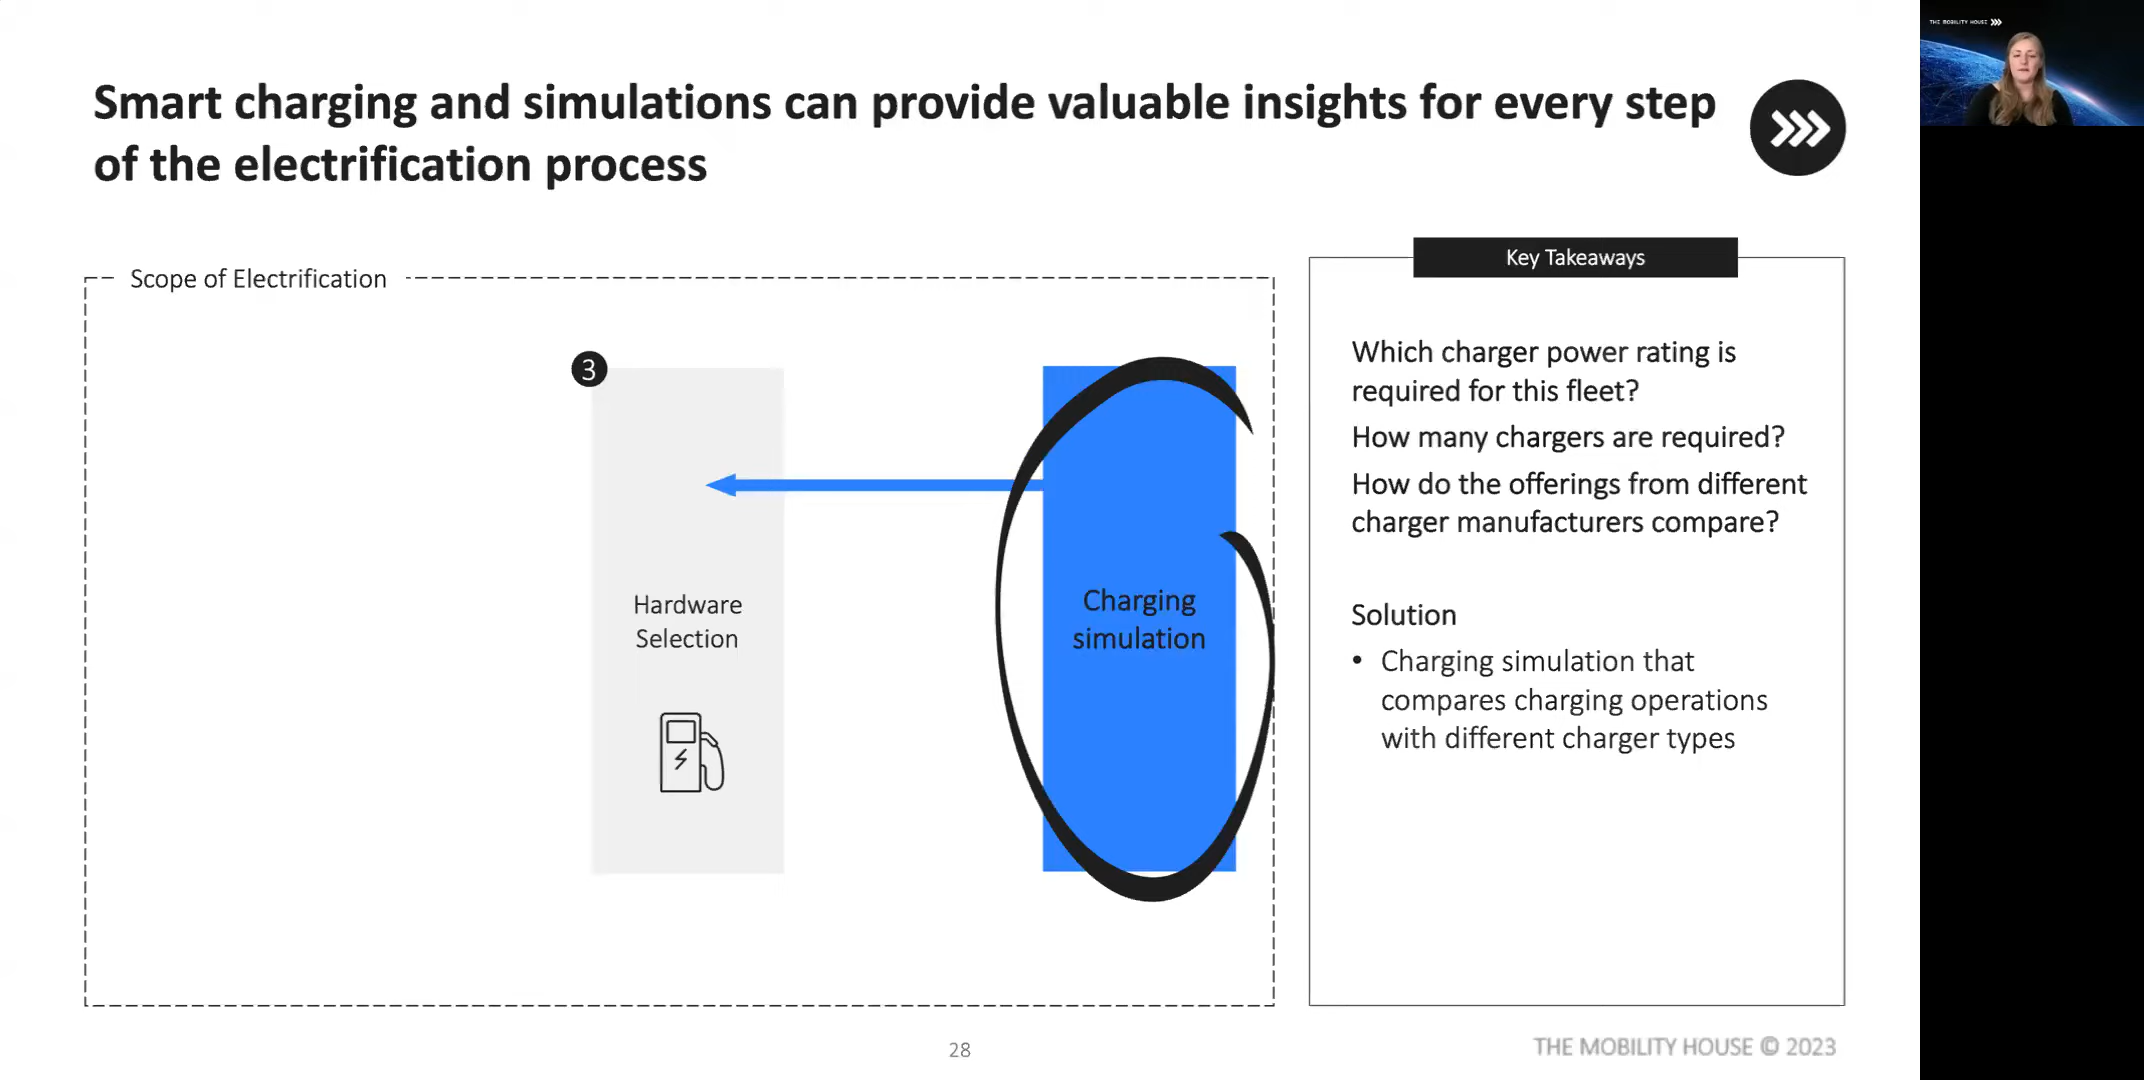 Smart charging and simulations can provide valuable insights for every step
of the electrification process
Scope of Electrification
3
Hardware
Selection
Charging
simulation
Key Takeaways
Which charger power rating is
required for this fleet?
How many chargers are required?
How do the offerings from different
charger manufacturers compare?
Solution
• Charging simulation that
compares charging operations
with different charger types
28
THE MOBILITY HOUSE © 2023
THE MOBILITY HOUSE